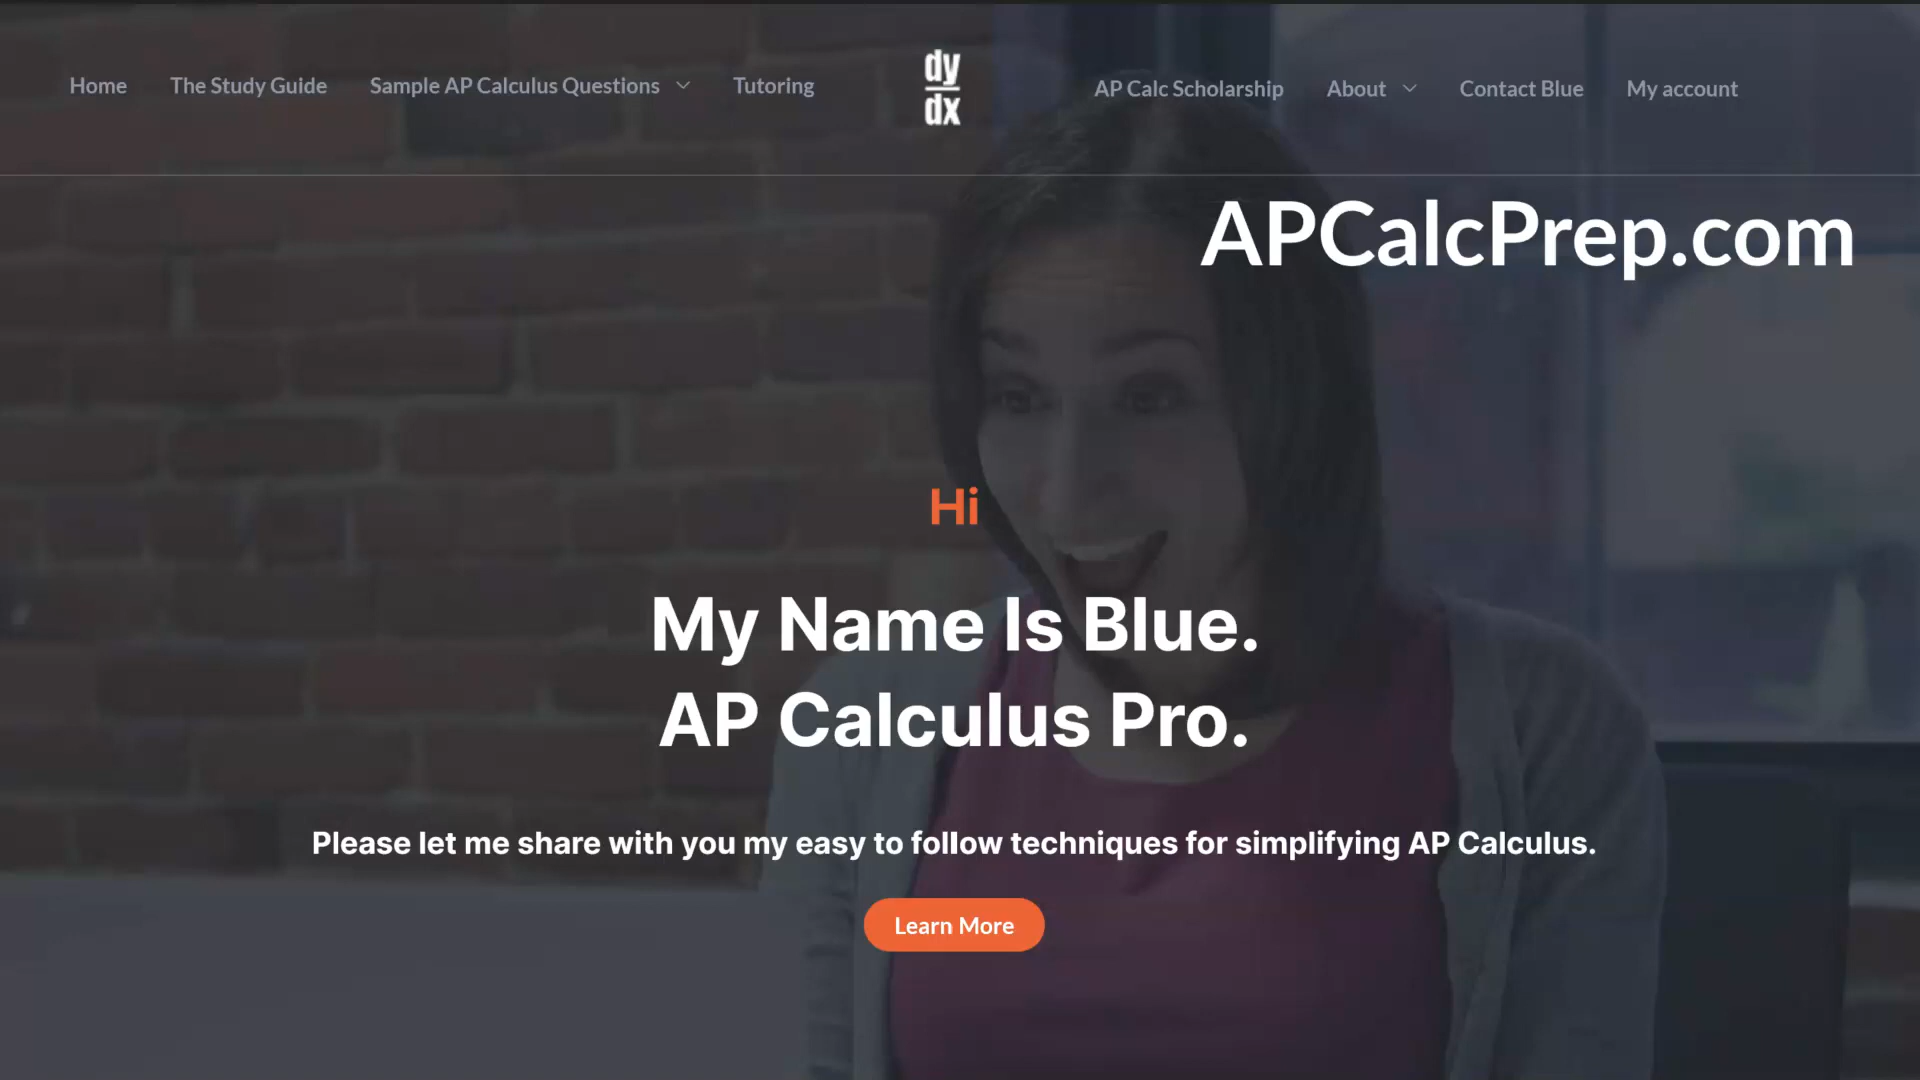 Home The Study Guide Sample AP Calculus Questions Tutoring dy dx AP Calc Scholarship About Contact Blue My account
APCalcPrep.com
Hi
My Name Is Blue.
AP Calculus Pro.
Please let me share with you my easy to follow techniques for simplifying AP Calculus.
Learn More